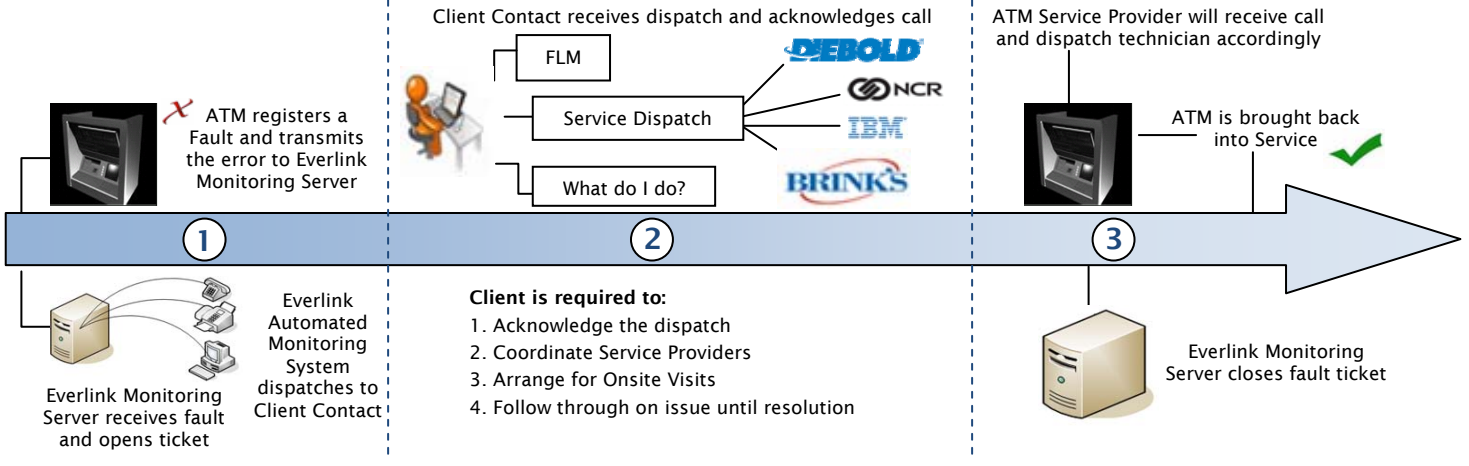 ATM registers a
Fault and transmits
the error to Everlink
Monitoring Server
1
Everlink Monitoring
Server receives fault
and opens ticket
Everlink
Automated
Monitoring
System
dispatches to
Client Contact
Client Contact receives dispatch and acknowledges call
FLM
Service Dispatch
What do I do?
DIEBOLD
NCR
IBM
BRINK'S
2
Client is required to:
1. Acknowledge the dispatch
2. Coordinate Service Providers
3. Arrange for Onsite Visits
4. Follow through on issue until resolution
ATM Service Provider will receive call
and dispatch technician accordingly
ATM is brought back
into Service
3
Everlink Monitoring
Server closes fault ticket